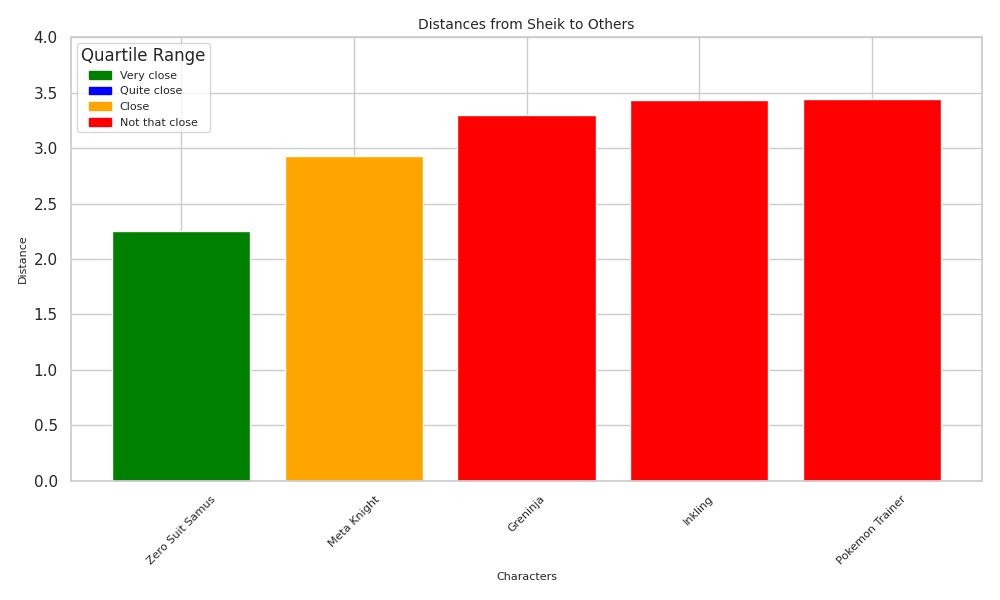 Distances from Sheik to Others
Quartile Range
Very close
Quite close
Close
Not that close
Distance
4.0
3.5
3.0
2.5
2.0
1.5
1.0
0.5
0.0
Zero Suit Samus
Meta Knight
Greninja
Inkling
Pokemon Trainer
Characters